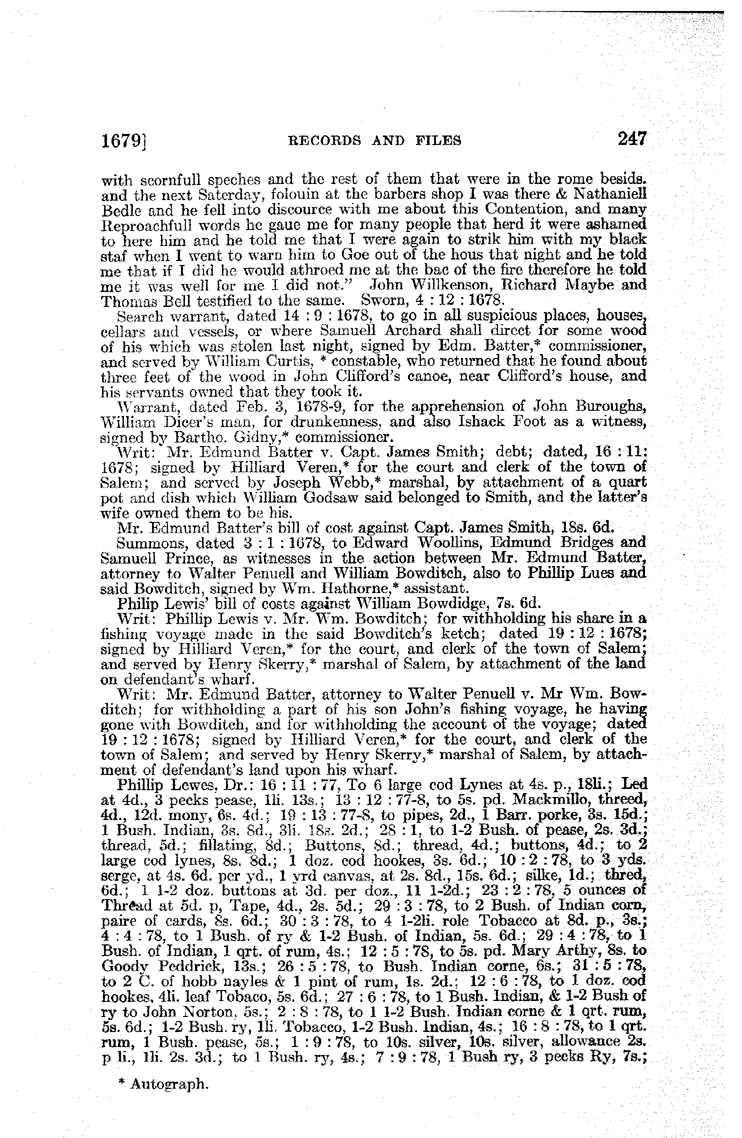 1679] RECORDS AND FILES 247
with scornfull speches and the rest of them that were in the rome besids.
and the next Saterday, folouin at the barbers shop I was there & Nathaniell
Bedle and he fell into discource with me about this Contention, and many
Reproachfull words he gaue me for many people that herd it were ashamed
to here him and he told me that I were again to strik him with my black
staf when I went to warn him to Goe out of the hous that night and he told
me that if I did he would athroed me at the bac of the fire therefore he told
me it was well for me I did not." John Willkenson, Richard Maybe and
Thomas Bell testified to the same. Sworn, 4 : 12 : 1678.
Search warrant, dated 14 : 9 : 1678, to go in all suspicious places, houses,
cellars and vessels, or where Samuell Archard shall direct for some wood
of his which was stolen last night, signed by Edm. Batter,* commissioner,
and served by William Curtis, * constable, who returned that he found about
three feet of the wood in John Clifford's canoe, near Clifford's house, and
his servants owned that they took it.
Warrant, dated Feb. 3, 1678-9, for the apprehension of John Buroughs,
William Dicer's man, for drunkenness, and also Ishack Foot as a witness,
signed by Bartho. Gidny,* commissioner.
Writ: Mr. Edmund Batter v. Capt. James Smith; debt; dated, 16 : 11:
1678; signed by Hilliard Veren,* for the court and clerk of the town of
Salem; and served by Joseph Webb,* marshal, by attachment of a quart
pot and dish which William Godsaw said belonged to Smith, and the latter's
wife owned them to be his.
Mr. Edmund Batter's bill of cost against Capt. James Smith, 18s. 6d.
Summons, dated 3 : 1 : 1678, to Edward Woollins, Edmund Bridges and
Samuell Prince, as witnesses in the action between Mr. Edmund Batter,
attorney to Walter Penuell and William Bowditch, also to Phillip Lues and
said Bowditch, signed by Wm. Hathorne,* assistant.
Philip Lewis' bill of costs against William Bowdidge, 7s. 6d.
Writ: Phillip Lewis v. Mr. Wm. Bowditch; for withholding his share in a
fishing voyage made in the said Bowditch's ketch; dated 19 : 12 : 1678;
signed by Hilliard Veren,* for the court, and clerk of the town of Salem;
and served by Henry Skerry,* marshal of Salem, by attachment of the land
on defendant's wharf.
Writ: Mr. Edmund Batter, attorney to Walter Penuell v. Mr Wm. Bow-
ditch; for withholding a part of his son John's fishing voyage, he having
gone with Bowditch, and for withholding the account of the voyage; dated
19 : 12 : 1678; signed by Hilliard Veren,* for the court, and clerk of the
town of Salem; and served by Henry Skerry,* marshal of Salem, by attach-
ment of defendant's land upon his wharf.
Phillip Lewes, Dr.: 16 : 11 : 77, To 6 large cod Lynes at 4s. p., 18li.; Led
at 4d., 3 pecks pease, 1li. 13s.; 13 : 12 : 77-8, to 5s. pd. Mackmillo, threed,
4d., 12d. mony, 6s. 4d.; 19 : 13 : 77-8, to pipes, 2d., 1 Barr. porke, 3s. 15d.;
1 Bush. Indian, 3s. 8d., 3li. 18s. 2d.; 28 : 1, to 1-2 Bush. of pease, 2s. 3d.;
thread, 5d.; fillating, 8d.; Buttons, 8d.; thread, 4d.; buttons, 4d.; to 2
large cod lynes, 8s. 8d.; 1 doz. cod hookes, 3s. 6d.; 10 : 2 : 78, to 3 yds.
serge, at 4s. 6d. per yd., 1 yrd canvas, at 2s. 8d., 15s. 6d.; silke, 1d.; thred,
6d.; 1 1-2 doz. buttons at 3d. per doz., 11 1-2d.; 23 : 2 : 78, 5 ounces of
Thread at 5d. p, Tape, 4d., 2s. 5d.; 29 : 3 : 78, to 2 Bush. of Indian corn,
paire of cards, 8s. 6d.; 30 : 3 : 78, to 4 1-2li. role Tobacco at 8d. p., 3s.;
4 : 4 : 78, to 1 Bush. of ry & 1-2 Bush. of Indian, 5s. 6d.; 29 : 4 : 78, to 1
Bush. of Indian, 1 qrt. of rum, 4s.; 12 : 5 : 78, to 5s. pd. Mary Arthy, 8s. to
Goody Peddrick, 13s.; 26 : 5 : 78, to Bush. Indian corne, 6s.; 31 : 5 : 78,
to 2 C. of hobb nayles & 1 pint of rum, 1s. 2d.; 12 : 6 : 78, to 1 doz. cod
hookes, 4li. leaf Tobaco, 5s. 6d.; 27 : 6 : 78, to 1 Bush. Indian, & 1-2 Bush of
ry to John Norton, 5s.; 2 : 8 : 78, to 1 1-2 Bush. Indian corne & 1 qrt. rum,
5s. 6d.; 1-2 Bush. ry, 1li. Tobacco, 1-2 Bush. Indian, 4s.; 16 : 8 : 78, to 1 qrt.
rum, 1 Bush. pease, 5s.; 1 : 9 : 78, to 10s. silver, 10s. silver, allowance 2s.
p li., 1li. 2s. 3d.; to 1 Bush. ry, 4s.; 7 : 9 : 78, 1 Bush ry, 3 pecks Ry, 7s.;
* Autograph.